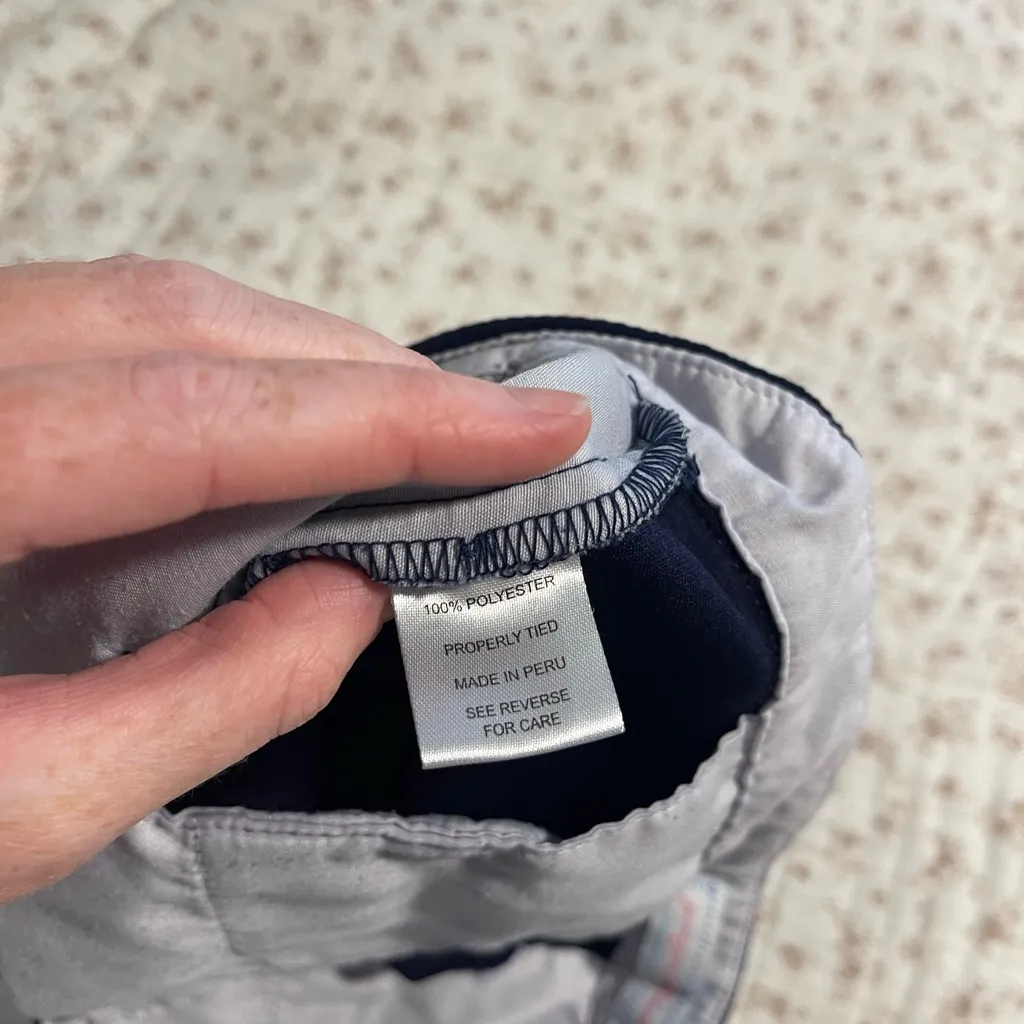 100% POLYESTER
PROPERLY TIED
MADE IN PERU
SEE REVERSE
FOR CARE